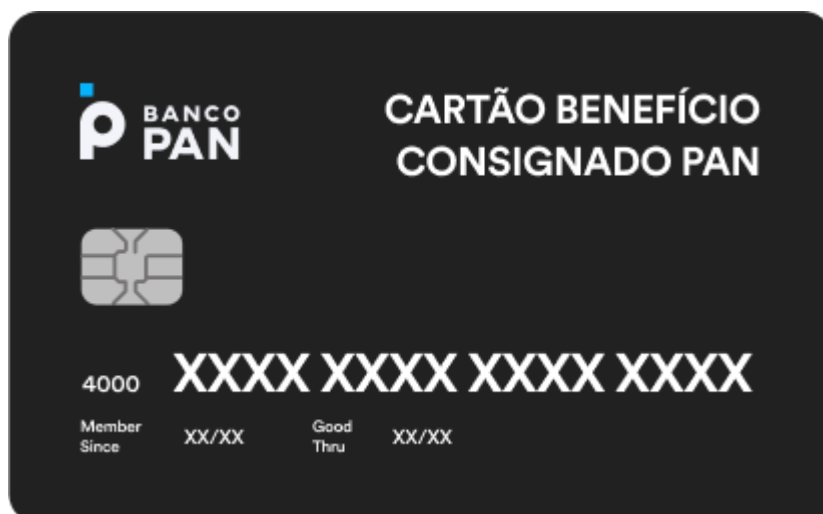 BANCO
PAN
CARTÃO BENEFÍCIO
CONSIGNADO PAN
4000 XXXX XXXX XXXX XXXX
Member
Since
XX/XX
Good
Thru
XX/XX